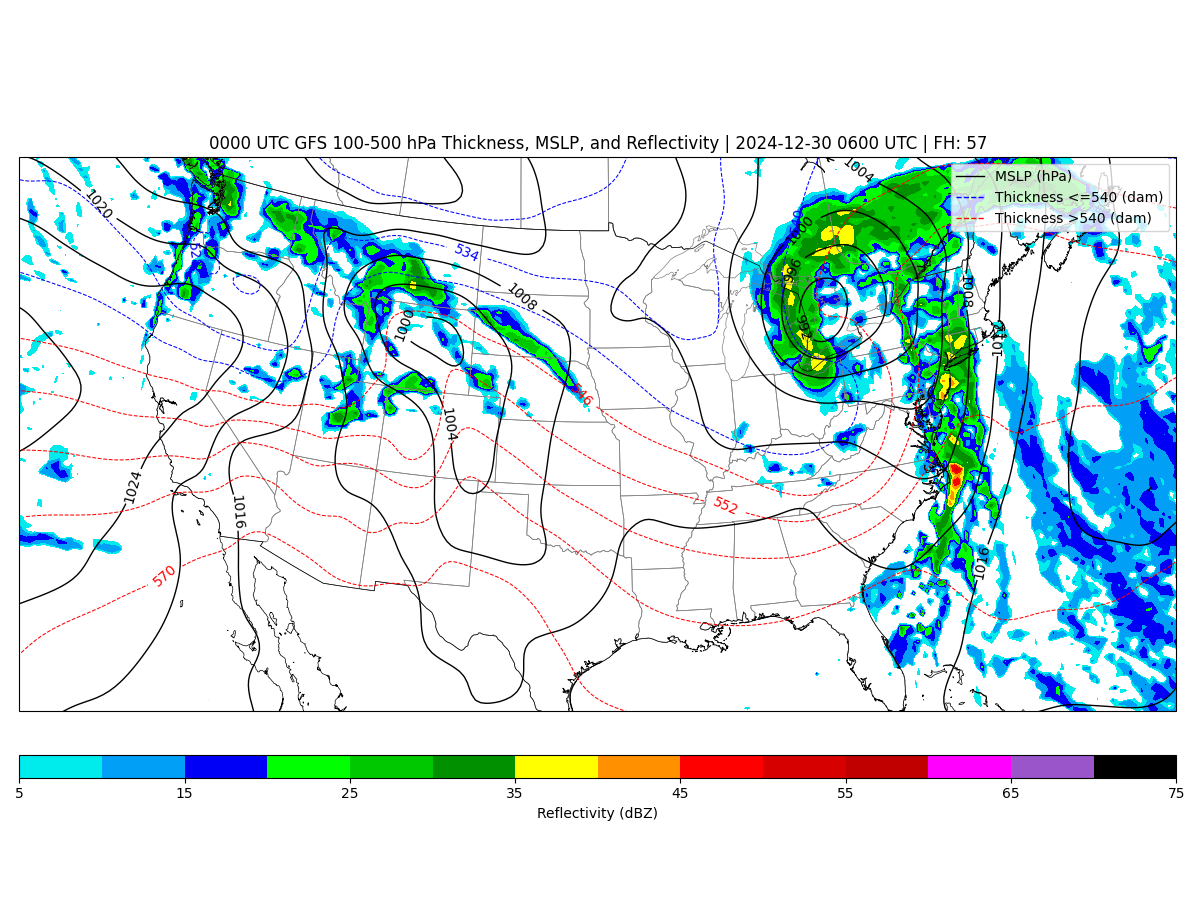 0000 UTC GFS 100-500 hPa Thickness, MSLP, and Reflectivity | 2024-12-30 0600 UTC | FH: 57
MSLP (hPa)
Thickness <=540 (dam)
Thickness >540 (dam)
1004
1020
1000
534
996
1008
1008
1000
546
1004
1024
1016
552
1016
570
5 15 25 35 45 55 65 75
Reflectivity (dBZ)